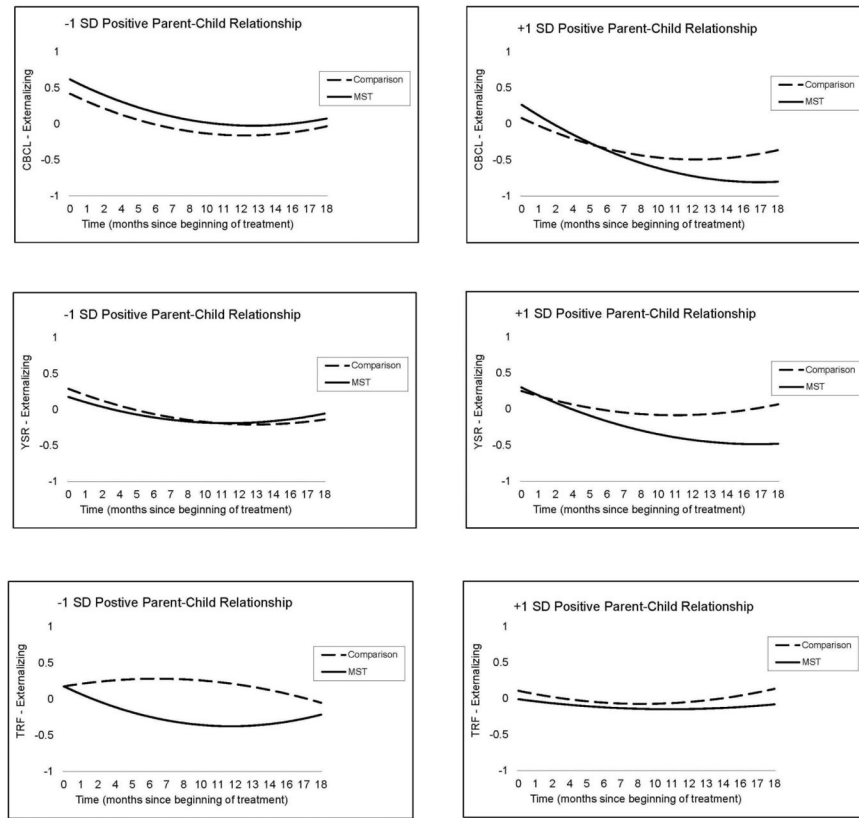 -1 SD Positive Parent-Child Relationship
1
0.5
0
-0.5
-1
CBCL - Externalizing
Comparison
MST
0 1 2 3 4 5 6 7 8 9 10 11 12 13 14 15 16 17 18
Time (months since beginning of treatment)
+1 SD Positive Parent-Child Relationship
1
0.5
0
-0.5
-1
CBCL - Externalizing
Comparison
MST
0 1 2 3 4 5 6 7 8 9 10 11 12 13 14 15 16 17 18
Time (months since beginning of treatment)
-1 SD Positive Parent-Child Relationship
1
0.5
0
-0.5
-1
YSR - Externalizing
Comparison
MST
0 1 2 3 4 5 6 7 8 9 10 11 12 13 14 15 16 17 18
Time (months since beginning of treatment)
+1 SD Positive Parent-Child Relationship
1
0.5
0
-0.5
-1
YSR - Externalizing
Comparison
MST
0 1 2 3 4 5 6 7 8 9 10 11 12 13 14 15 16 17 18
Time (months since beginning of treatment)
-1 SD Postive Parent-Child Relationship
1
0.5
0
-0.5
-1
TRF - Externalizing
Comparison
MST
0 1 2 3 4 5 6 7 8 9 10 11 12 13 14 15 16 17 18
Time (months since beginning of treatment)
+1 SD Positive Parent-Child Relationship
1
0.5
0
-0.5
-1
TRF - Externalizing
Comparison
MST
0 1 2 3 4 5 6 7 8 9 10 11 12 13 14 15 16 17 18
Time (months since beginning of treatment)